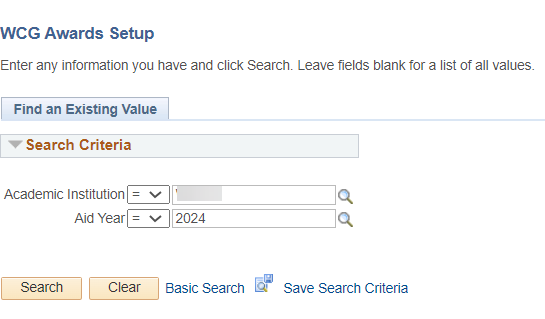 WCG Awards Setup
Enter any information you have and click Search. Leave fields blank for a list of all values.
Find an Existing Value
Search Criteria
Academic Institution =
Aid Year = 2024
Search Clear Basic Search Save Search Criteria